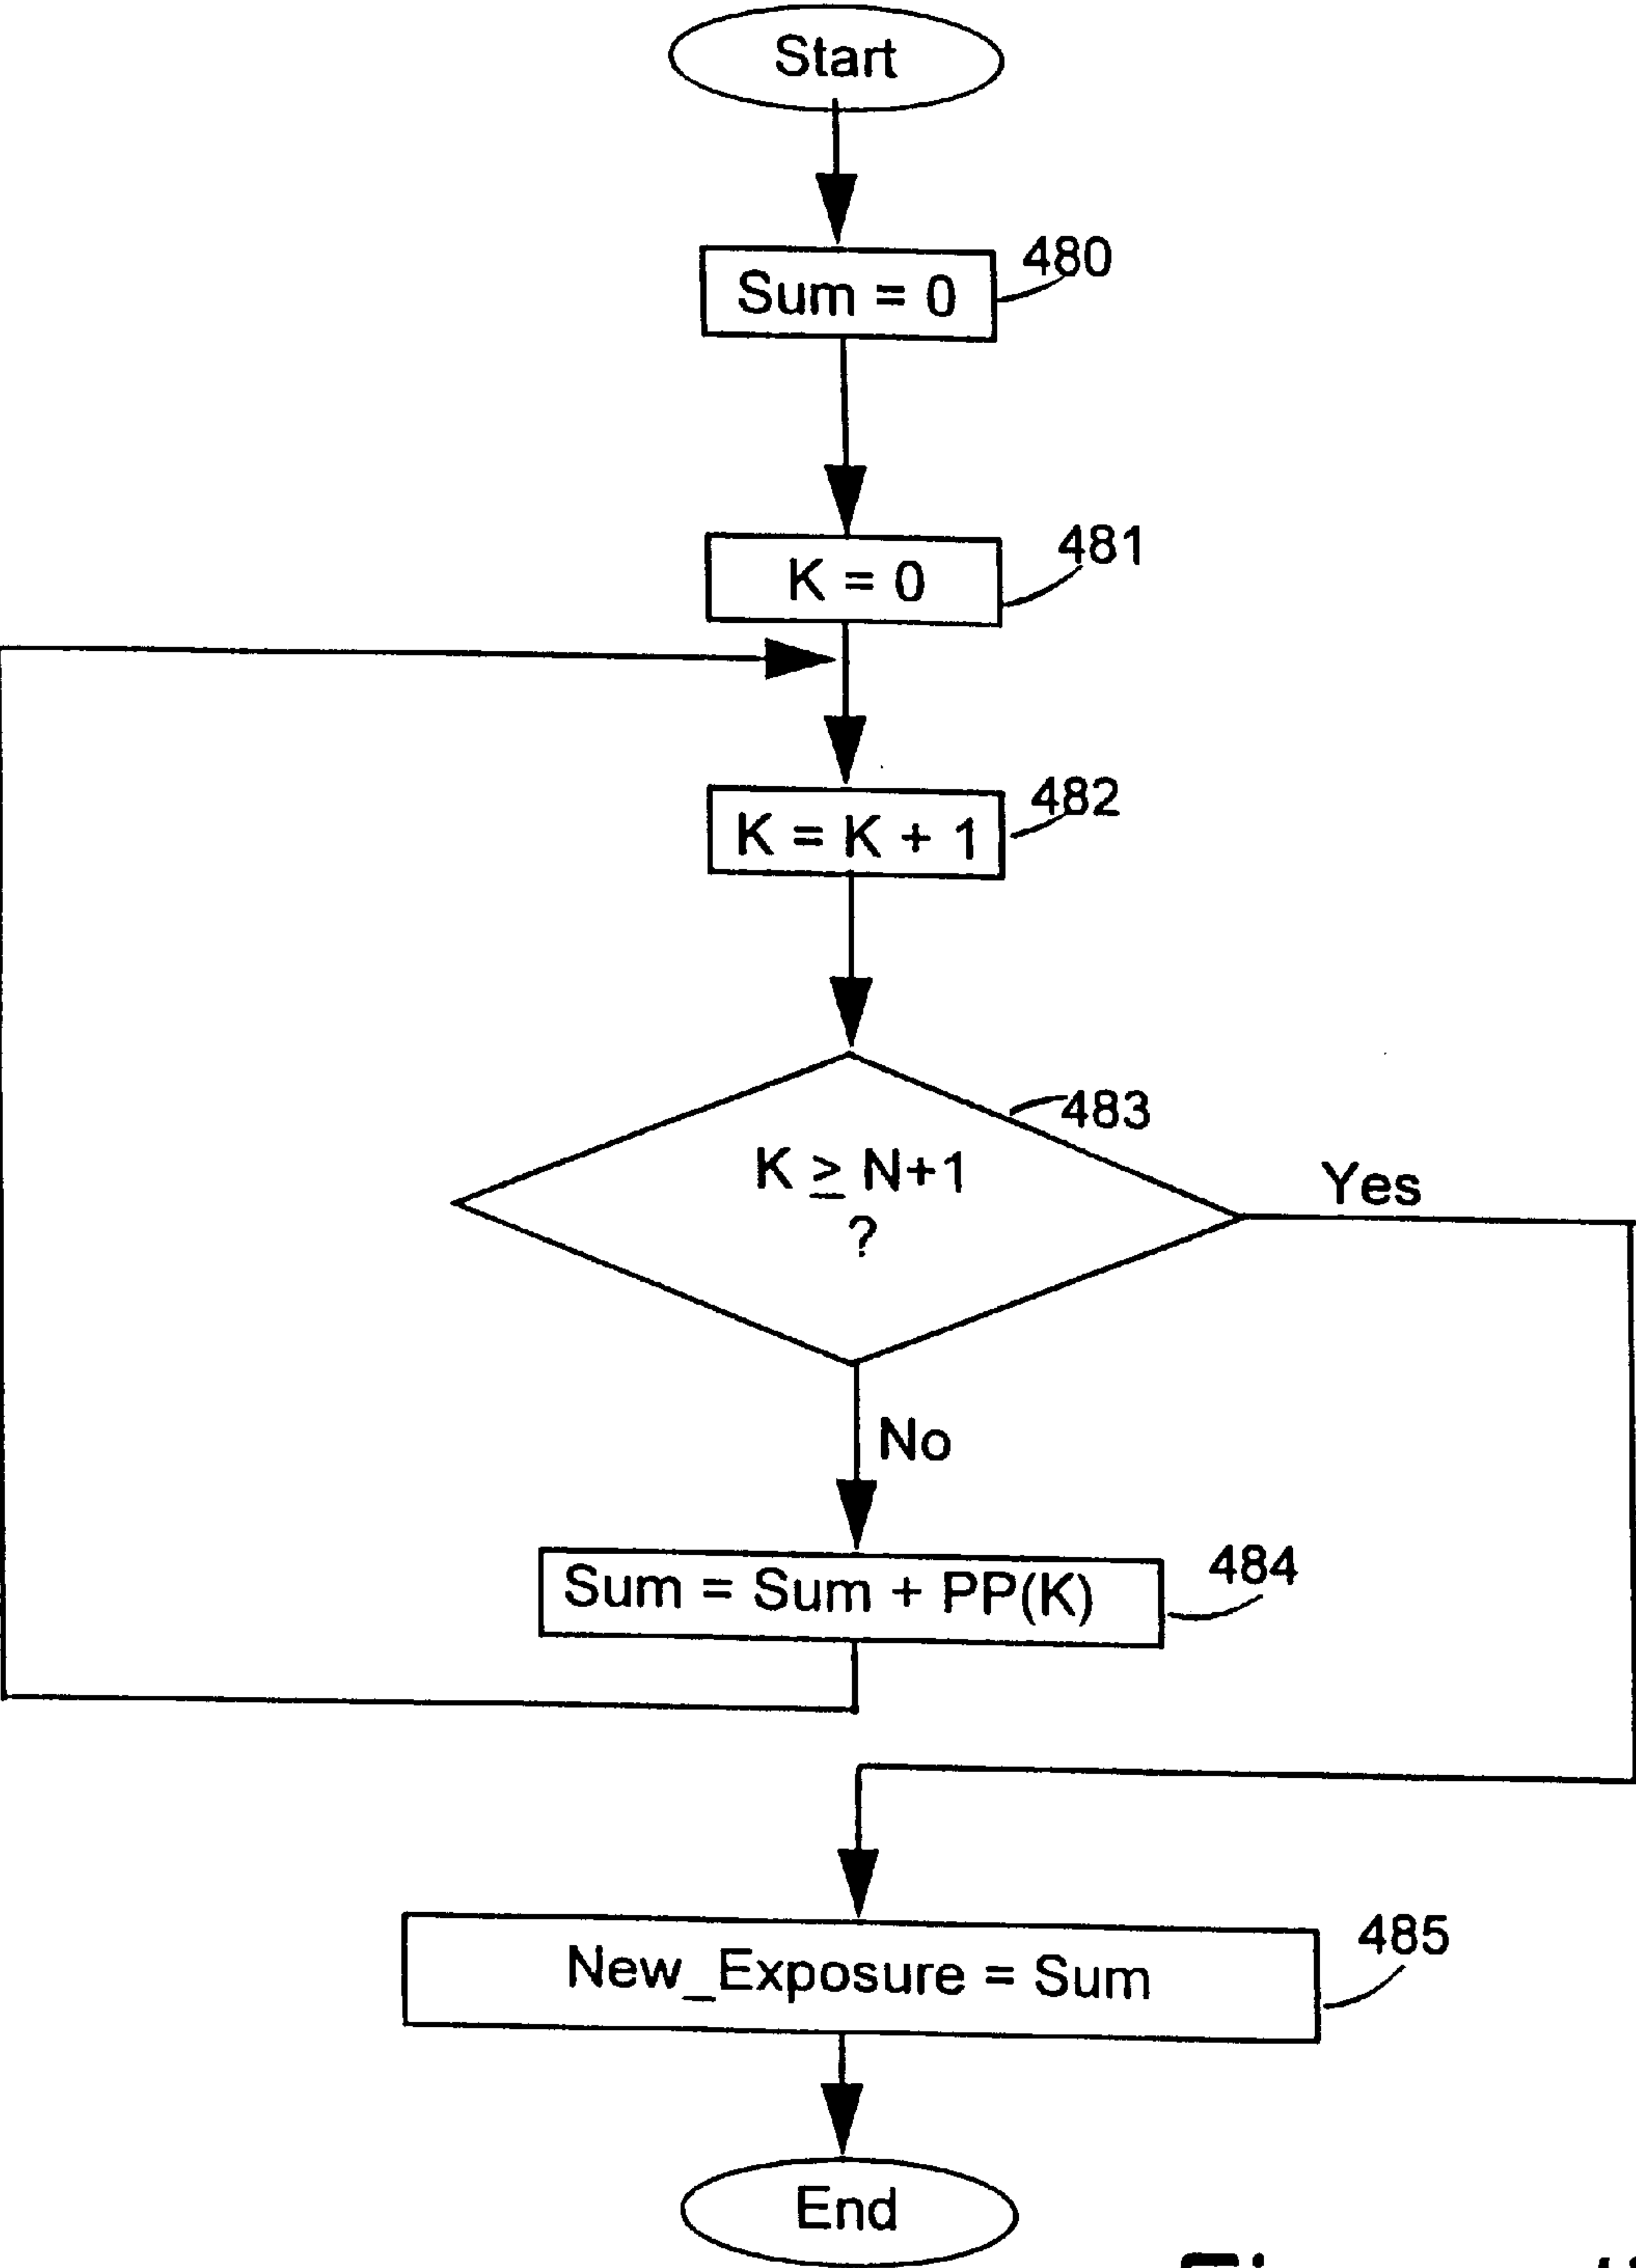 Start
480
Sum = 0
481
K = 0
482
K = K + 1
483
K ≥ N+1
?
Yes
No
484
Sum = Sum + PP(K)
485
New_Exposure = Sum
End